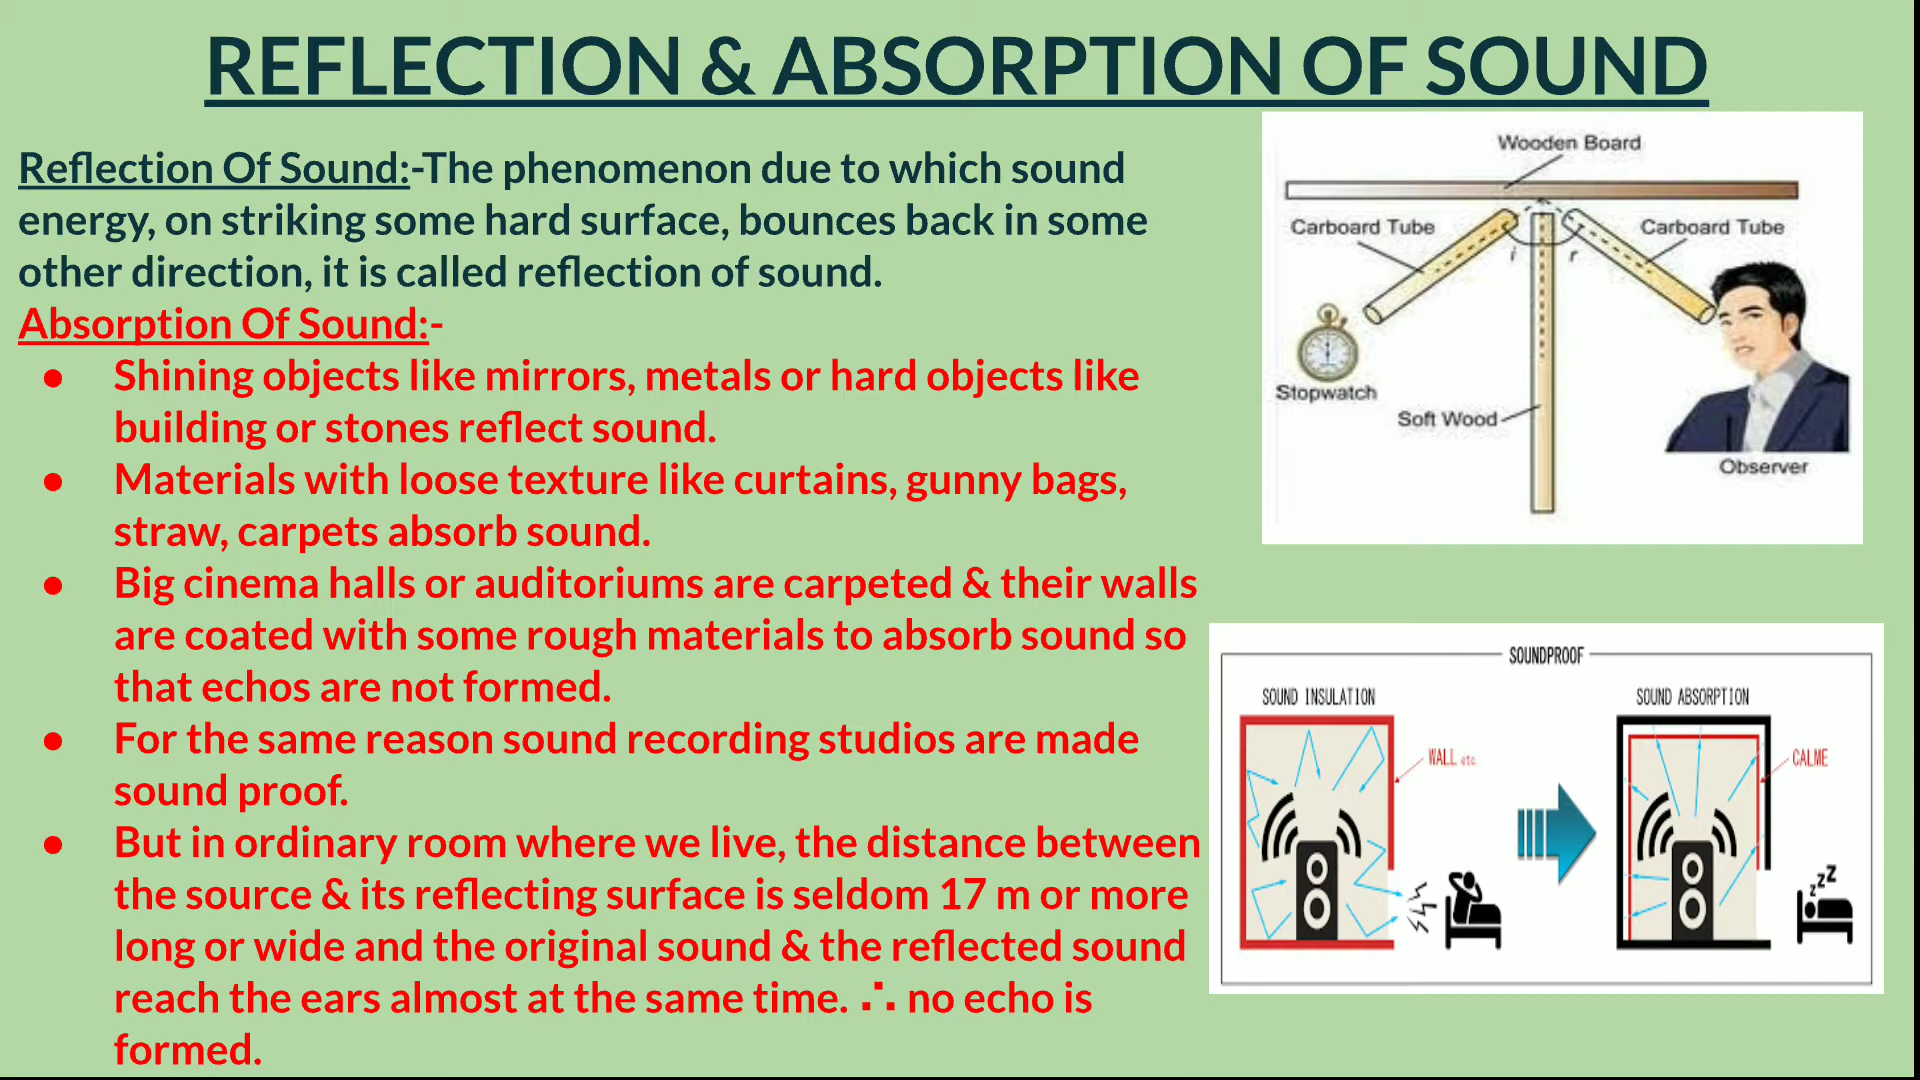 REFLECTION & ABSORPTION OF SOUND
Reflection Of Sound:-The phenomenon due to which sound
energy, on striking some hard surface, bounces back in some
other direction, it is called reflection of sound.
Absorption Of Sound:-
● Shining objects like mirrors, metals or hard objects like
building or stones reflect sound.
● Materials with loose texture like curtains, gunny bags,
straw, carpets absorb sound.
● Big cinema halls or auditoriums are carpeted & their walls
are coated with some rough materials to absorb sound so
that echos are not formed.
● For the same reason sound recording studios are made
sound proof.
● But in ordinary room where we live, the distance between
the source & its reflecting surface is seldom 17 m or more
long or wide and the original sound & the reflected sound
reach the ears almost at the same time. ∴ no echo is
formed.
Wooden Board
Carboard Tube
Carboard Tube
i
r
Stopwatch
Soft Wood
Observer
SOUNDPROOF
SOUND INSULATION
SOUND ABSORPTION
WALL etc
CALME
zzZ